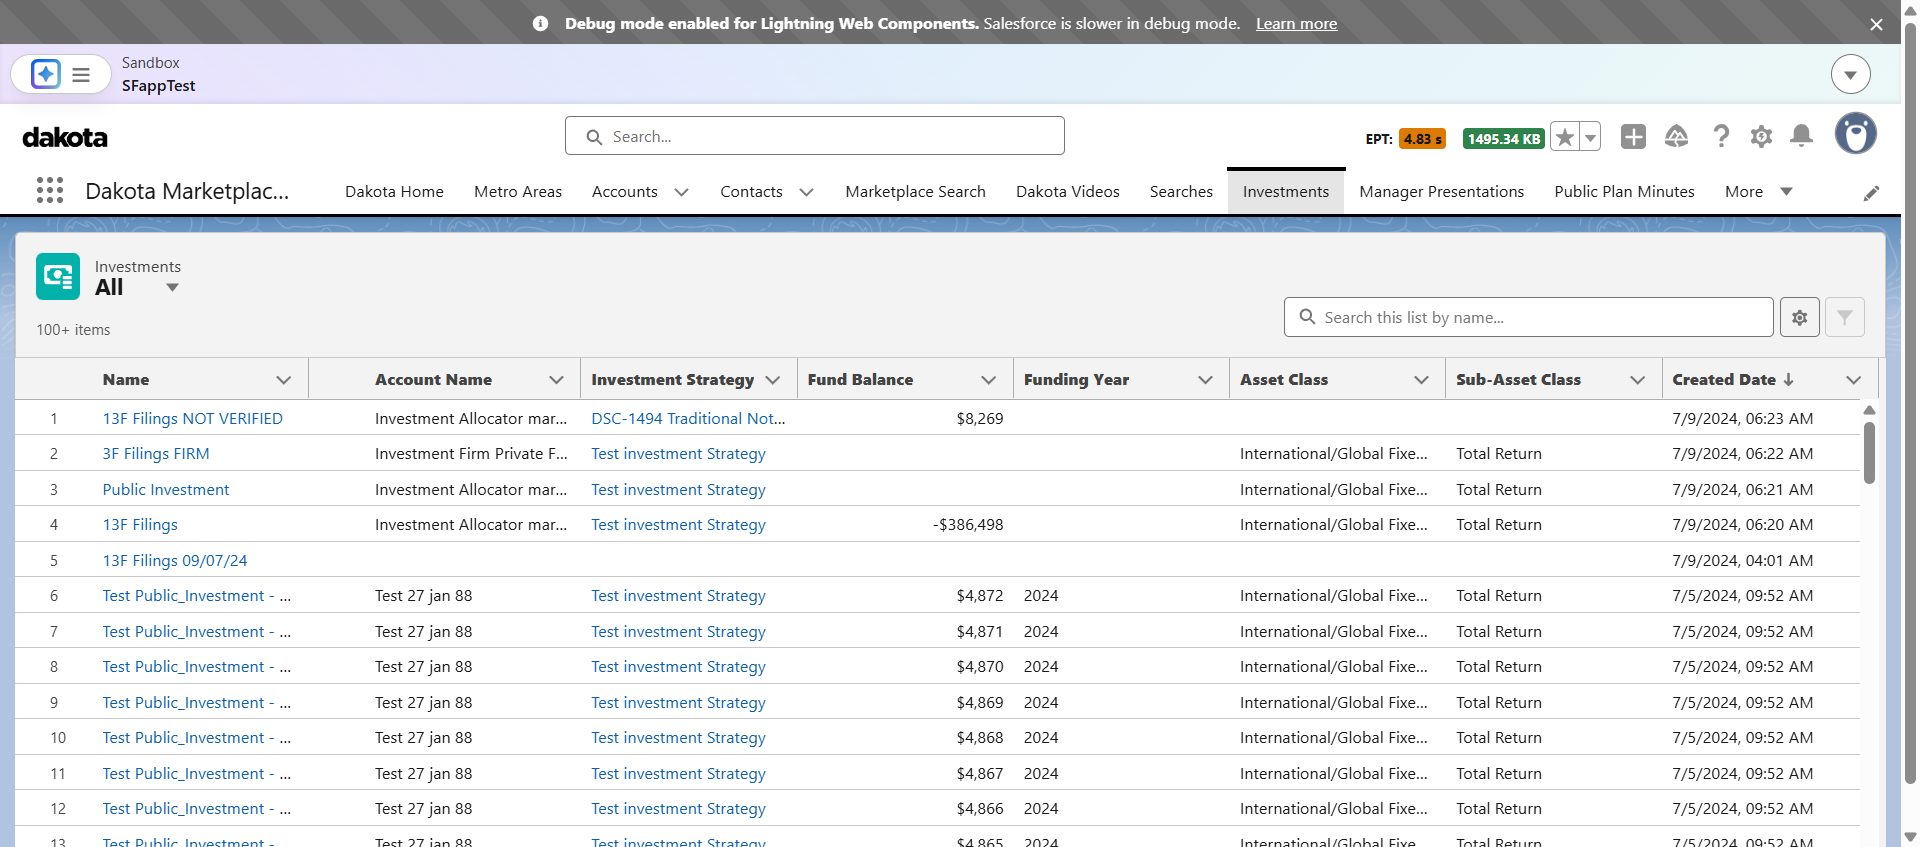 Debug mode enabled for Lightning Web Components. Salesforce is slower in debug mode. Learn more
Sandbox
SFappTest
dakota
Search...
EPT: 4.83 s 1495.34 KB
Dakota Marketplac... Dakota Home Metro Areas Accounts Contacts Marketplace Search Dakota Videos Searches Investments Manager Presentations Public Plan Minutes More
Investments
All
100+ items
Search this list by name...
Name Account Name Investment Strategy Fund Balance Funding Year Asset Class Sub-Asset Class Created Date
1 13F Filings NOT VERIFIED Investment Allocator mar... DSC-1494 Traditional Not... $8,269 7/9/2024, 06:23 AM
2 3F Filings FIRM Investment Firm Private F... Test investment Strategy International/Global Fixe... Total Return 7/9/2024, 06:22 AM
3 Public Investment Investment Allocator mar... Test investment Strategy International/Global Fixe... Total Return 7/9/2024, 06:21 AM
4 13F Filings Investment Allocator mar... Test investment Strategy -$386,498 International/Global Fixe... Total Return 7/9/2024, 06:20 AM
5 13F Filings 09/07/24 7/9/2024, 04:01 AM
6 Test Public_Investment - ... Test 27 jan 88 Test investment Strategy $4,872 2024 International/Global Fixe... Total Return 7/5/2024, 09:52 AM
7 Test Public_Investment - ... Test 27 jan 88 Test investment Strategy $4,871 2024 International/Global Fixe... Total Return 7/5/2024, 09:52 AM
8 Test Public_Investment - ... Test 27 jan 88 Test investment Strategy $4,870 2024 International/Global Fixe... Total Return 7/5/2024, 09:52 AM
9 Test Public_Investment - ... Test 27 jan 88 Test investment Strategy $4,869 2024 International/Global Fixe... Total Return 7/5/2024, 09:52 AM
10 Test Public_Investment - ... Test 27 jan 88 Test investment Strategy $4,868 2024 International/Global Fixe... Total Return 7/5/2024, 09:52 AM
11 Test Public_Investment - ... Test 27 jan 88 Test investment Strategy $4,867 2024 International/Global Fixe... Total Return 7/5/2024, 09:52 AM
12 Test Public_Investment - ... Test 27 jan 88 Test investment Strategy $4,866 2024 International/Global Fixe... Total Return 7/5/2024, 09:52 AM
13 Test Public_Investment - ... Test 27 jan 88 Test investment Strategy $4,865 2024 International/Global Fixe... Total Return 7/5/2024, 09:52 AM